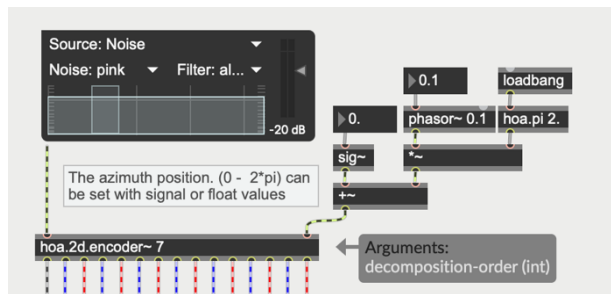 Source: Noise
Noise: pink
Filter: al...
-20 dB
0.1
loadbang
0.
phasor~ 0.1
hoa.pi 2.
sig~
*~
The azimuth position. (0 - 2*pi) can
be set with signal or float values
+~
hoa.2d.encoder~ 7
Arguments:
decomposition-order (int)